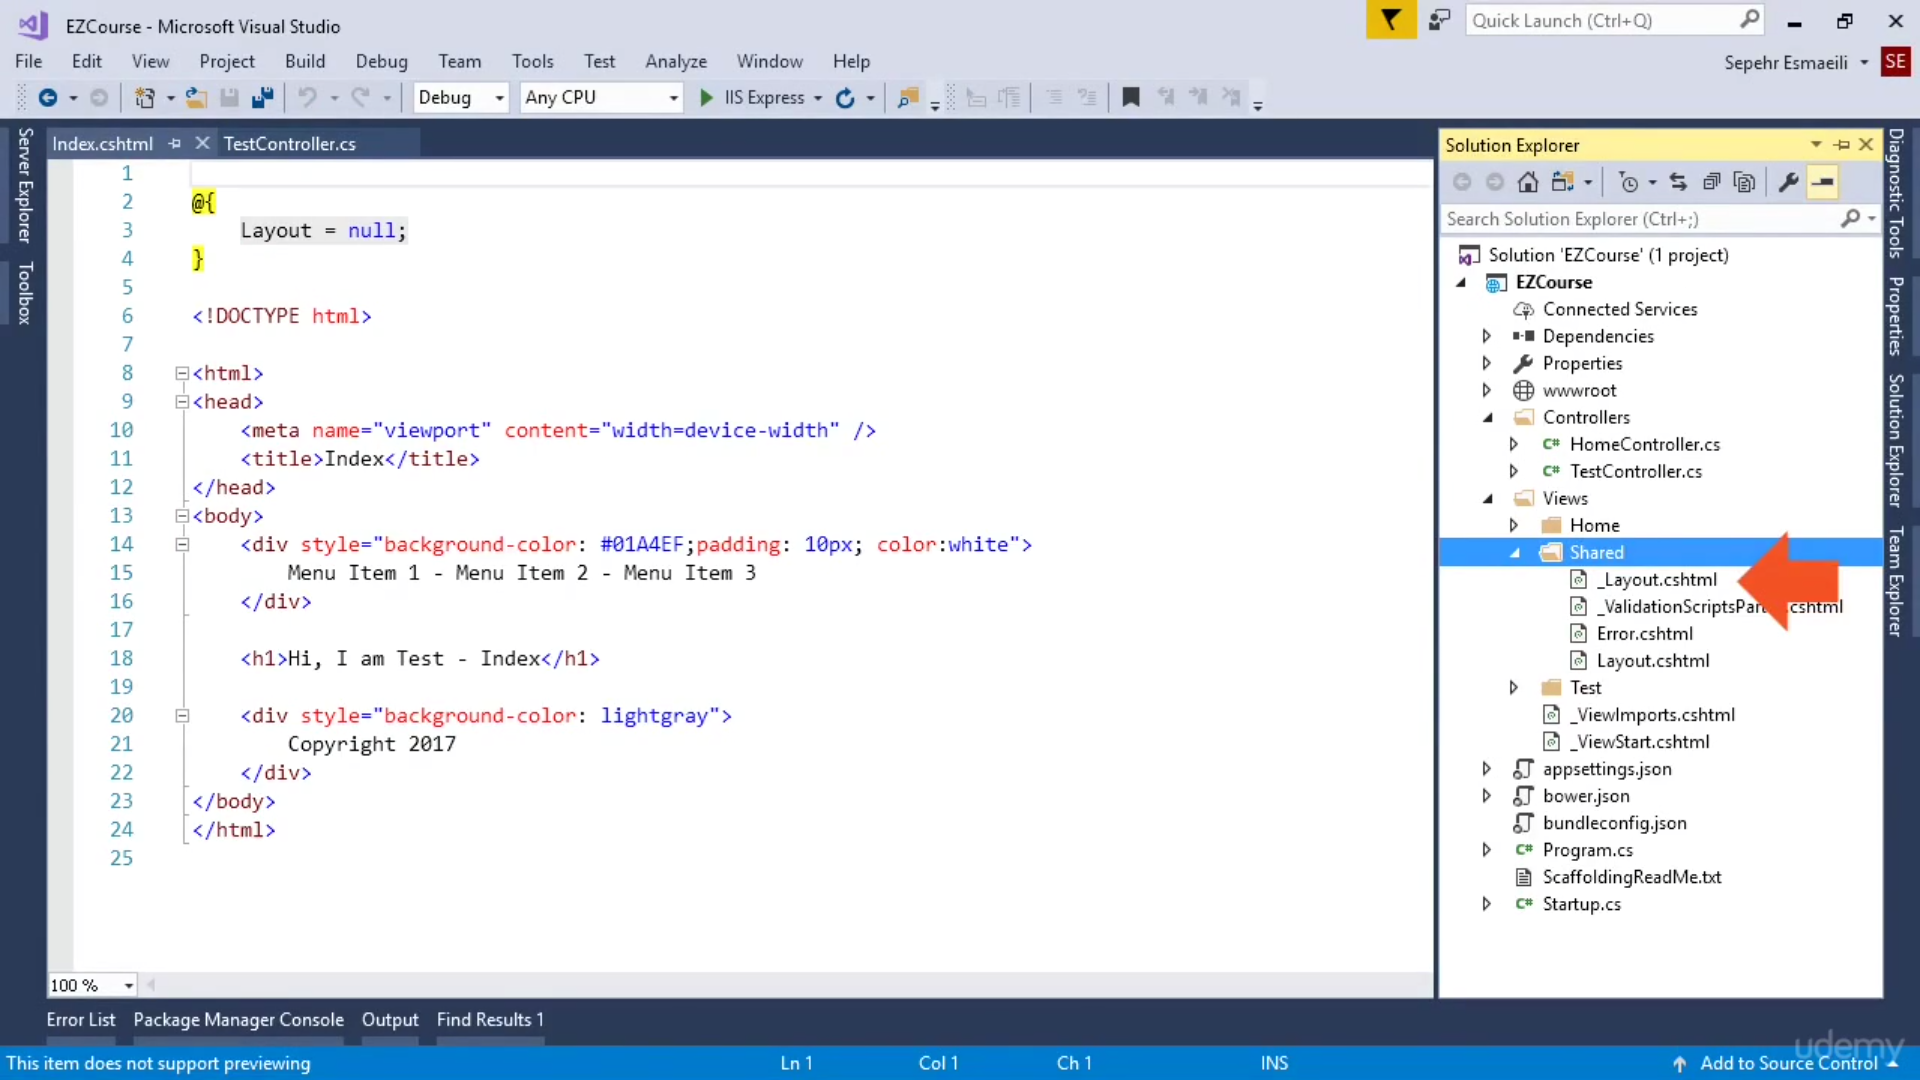 EZCourse - Microsoft Visual Studio
Quick Launch (Ctrl+Q)
File Edit View Project Build Debug Team Tools Test Analyze Window Help
Sepehr Esmaeili SE
Debug Any CPU IIS Express
Server Explorer
Toolbox
Index.cshtml TestController.cs
1
2 @{
3 Layout = null;
4 }
5
6 <!DOCTYPE html>
7
8 <html>
9 <head>
10 <meta name="viewport" content="width=device-width" />
11 <title>Index</title>
12 </head>
13 <body>
14 <div style="background-color: #01A4EF;padding: 10px; color:white">
15 Menu Item 1 - Menu Item 2 - Menu Item 3
16 </div>
17
18 <h1>Hi, I am Test - Index</h1>
19
20 <div style="background-color: lightgray">
21 Copyright 2017
22 </div>
23 </body>
24 </html>
25
100 %
Solution Explorer
Search Solution Explorer (Ctrl+;)
Solution 'EZCourse' (1 project)
EZCourse
Connected Services
Dependencies
Properties
wwwroot
Controllers
C# HomeController.cs
C# TestController.cs
Views
Home
Shared
_Layout.cshtml
_ValidationScriptsPar .cshtml
Error.cshtml
Layout.cshtml
Test
_ViewImports.cshtml
_ViewStart.cshtml
appsettings.json
bower.json
bundleconfig.json
C# Program.cs
ScaffoldingReadMe.txt
C# Startup.cs
Diagnostic Tools
Properties
Solution Explorer
Team Explorer
Error List Package Manager Console Output Find Results 1
This item does not support previewing Ln 1 Col 1 Ch 1 INS Add to Source Control
udemy